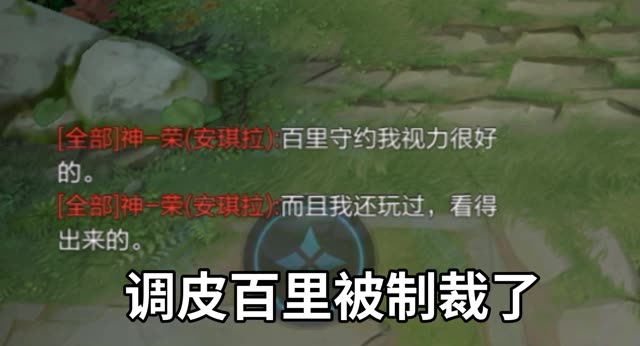 [全部]神一荣(安琪拉):百里守约我视力很好
的。
[全部]神一荣(安琪拉):而且我还玩过，看得
出来的。
调皮百里被制裁了